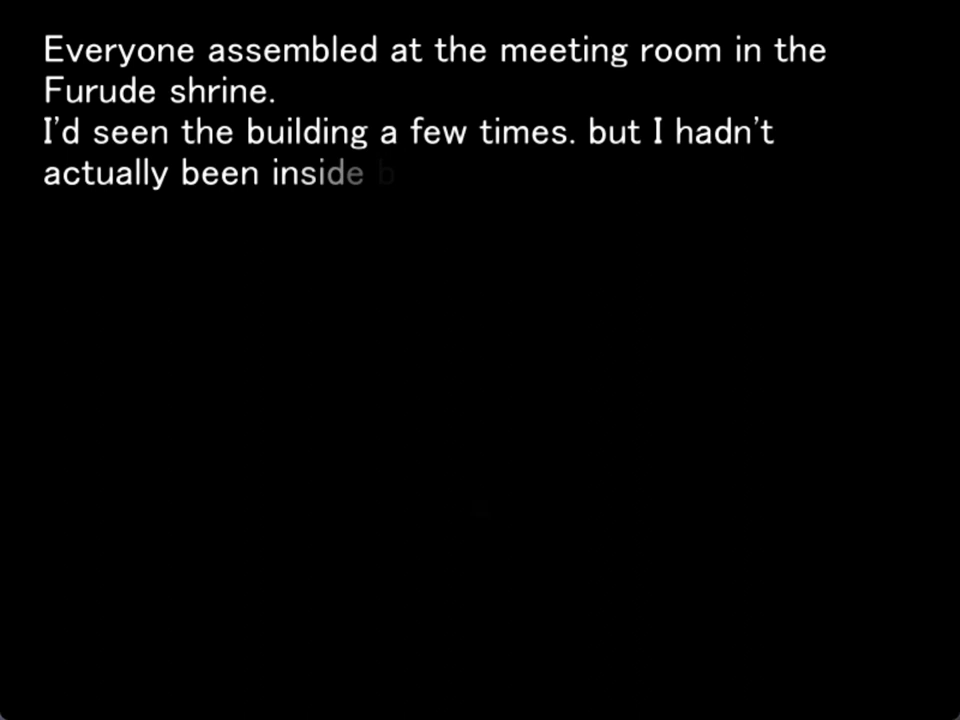 Everyone assembled at the meeting room in the
Furude shrine.
I'd seen the building a few times. but I hadn't
actually been inside b